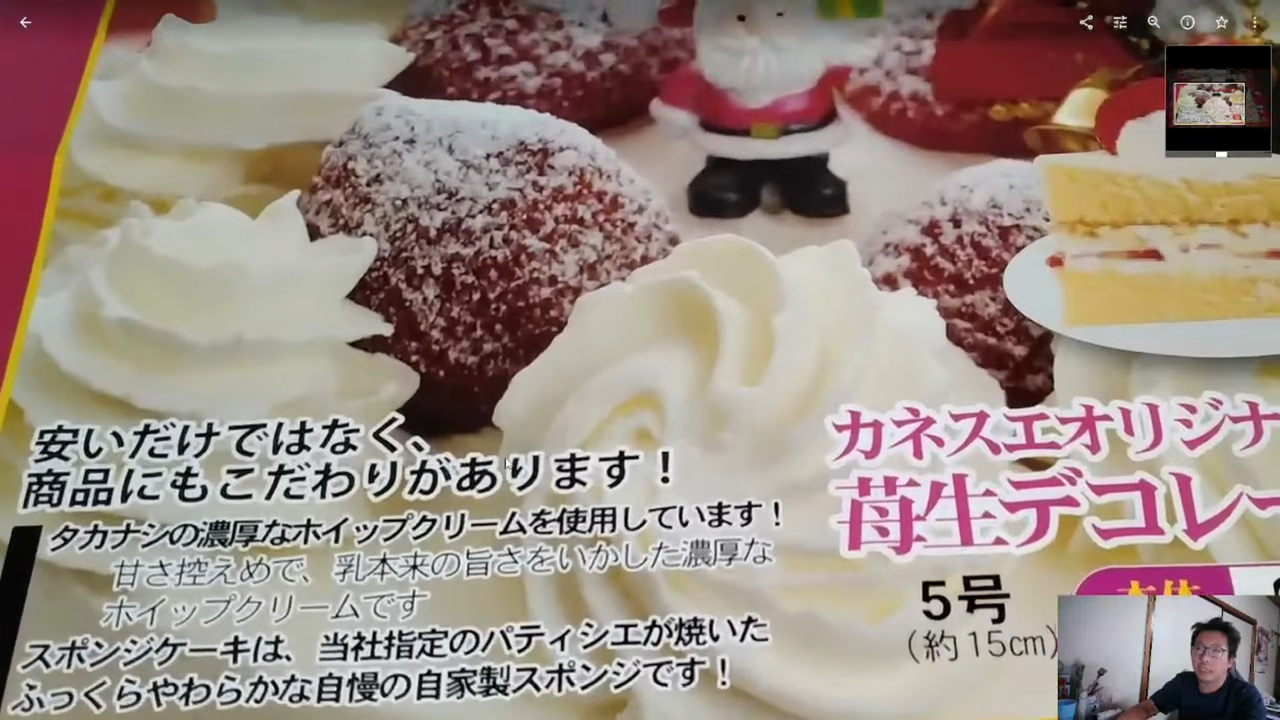 安いだけではなく、
商品にもこだわりがあります！
タカナシの濃厚なホイップクリームを使用しています！
甘さ控えめで、乳本来の旨さをいかした濃厚な
ホイップクリームです
スポンジケーキは、当社指定のパティシエが焼いた
ふっくらやわらかな自慢の自家製スポンジです！
カネスエオリジナ
苺生デコレー
5号
（約15cm）
本体